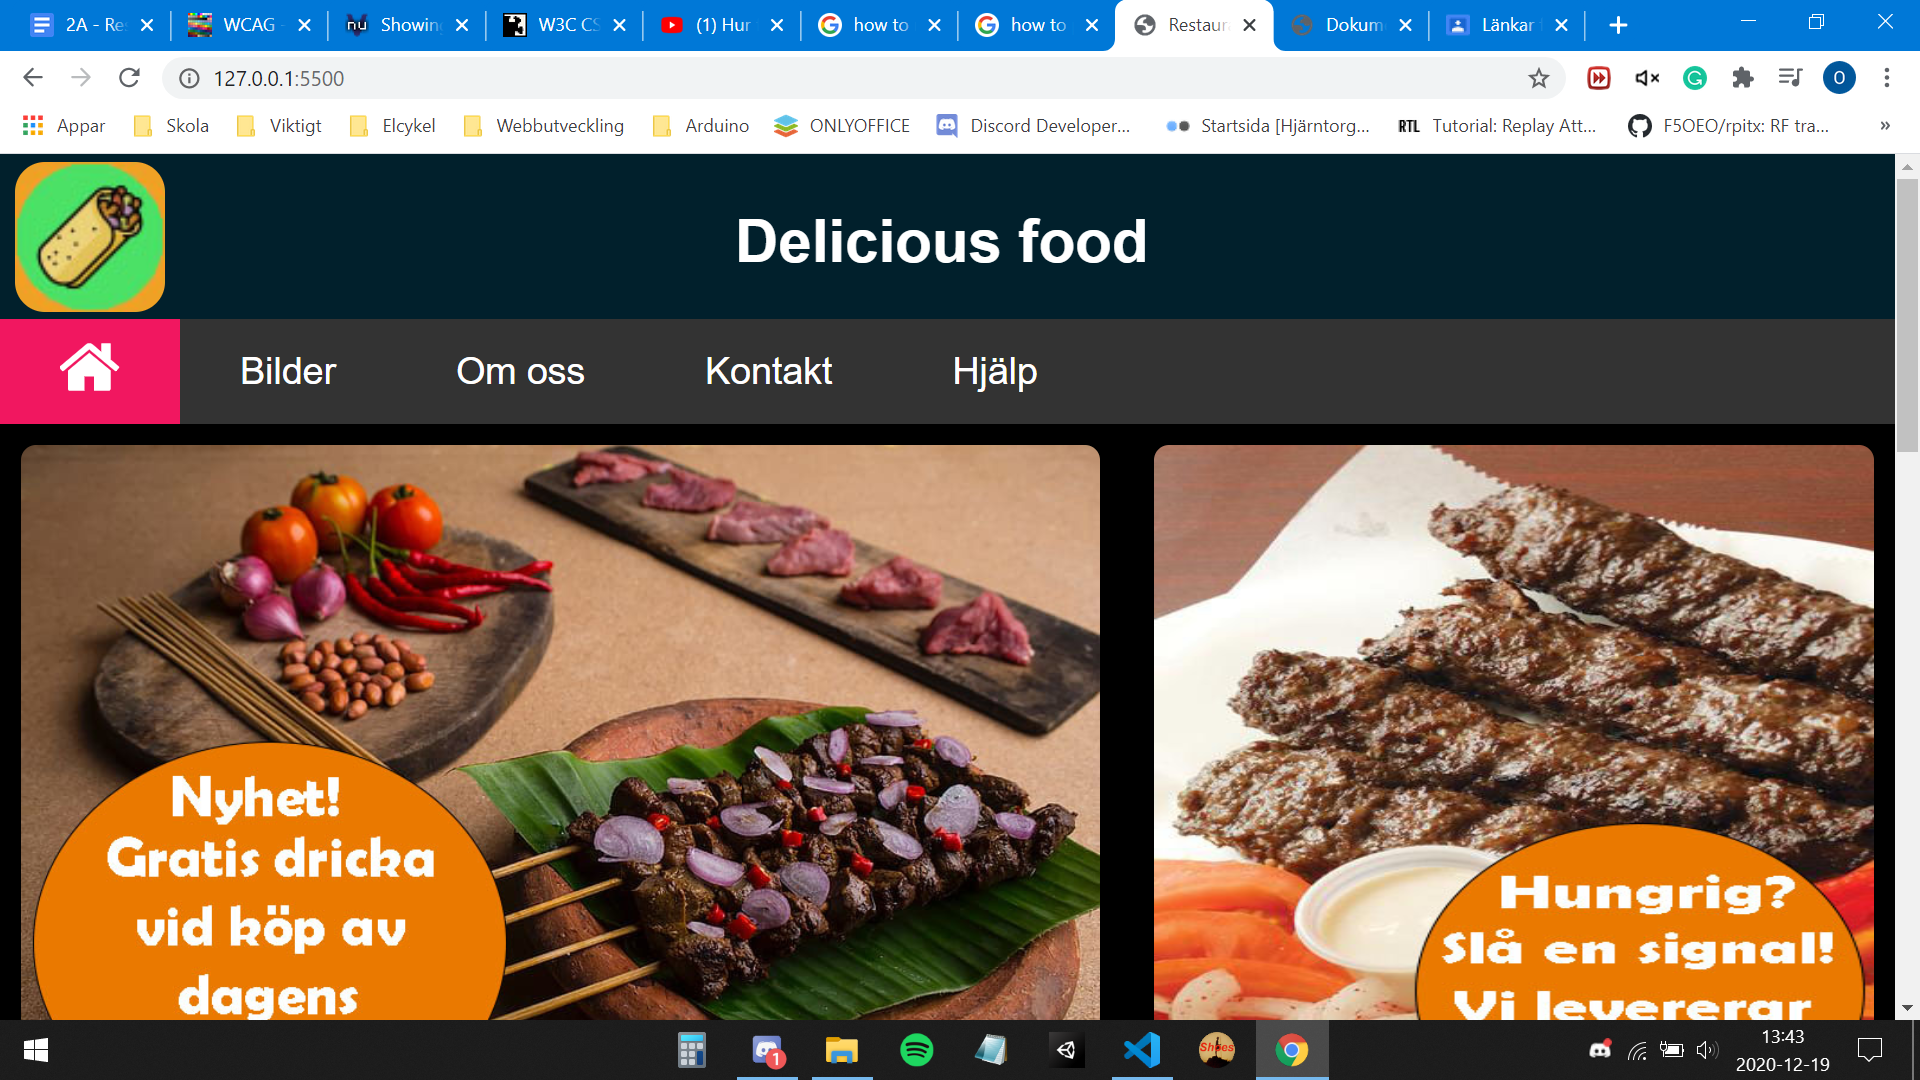 2A - Re
WCAG
Showin
W3C CS
(1) Hur
how to
how to
Restaur
Dokum
Länkar
127.0.0.1:5500
O
Appar
Skola
Viktigt
Elcykel
Webbutveckling
Arduino
ONLYOFFICE
Discord Developer...
Startsida [Hjärntorg...
RTL
Tutorial: Replay Att...
F5OEO/rpitx: RF tra...
»
Delicious food
Bilder
Om oss
Kontakt
Hjälp
Nyhet!
Gratis dricka
vid köp av
dagens
Hungrig?
Slå en signal!
Vi levererar
1
Shoes
13:43
2020-12-19